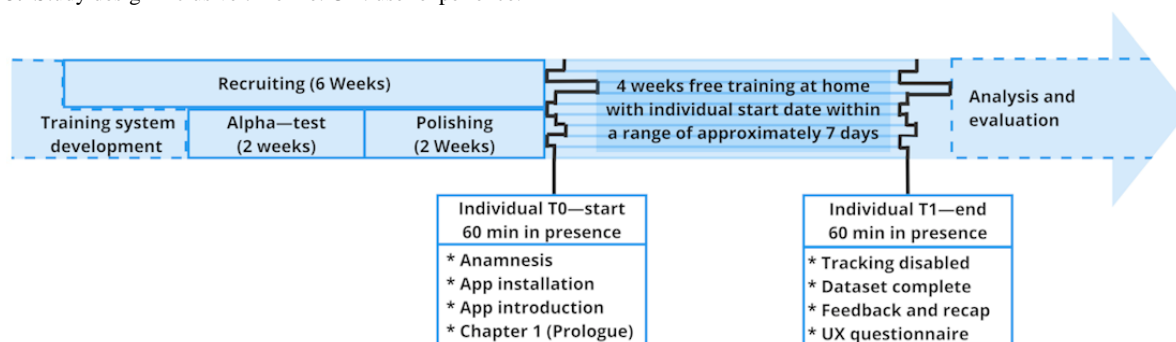 Recruiting (6 Weeks)
Training system
development
Alpha—test
(2 weeks)
Polishing
(2 Weeks)
4 weeks free training at home
with individual start date within
a range of approximately 7 days
Analysis and
evaluation
Individual T0—start
60 min in presence
* Anamnesis
* App installation
* App introduction
* Chapter 1 (Prologue)
Individual T1—end
60 min in presence
* Tracking disabled
* Dataset complete
* Feedback and recap
* UX questionnaire